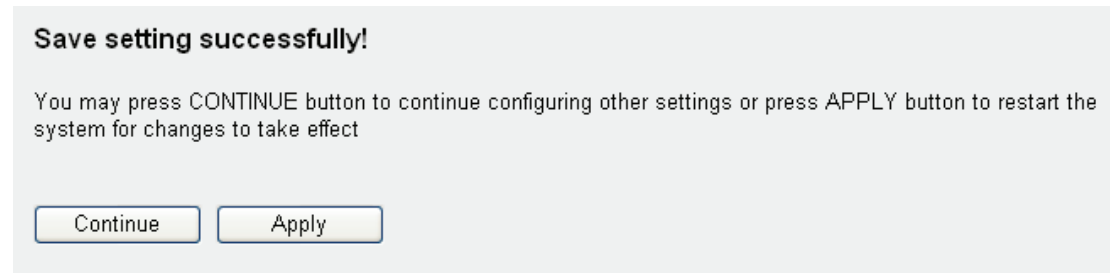 Save setting successfully!
You may press CONTINUE button to continue configuring other settings or press APPLY button to restart the
system for changes to take effect
Continue
Apply